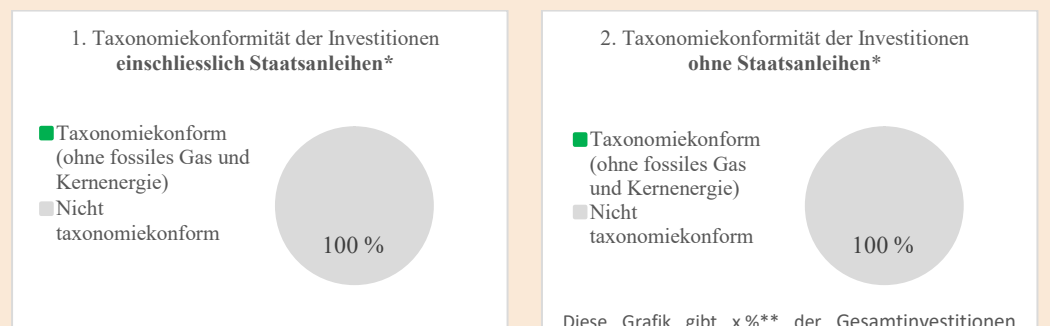 1. Taxonomiekonformität der Investitionen
einschliesslich Staatsanleihen*
Taxonomiekonform
(ohne fossiles Gas und
Kernenergie)
Nicht
taxonomiekonform
100 %
2. Taxonomiekonformität der Investitionen
ohne Staatsanleihen*
Taxonomiekonform
(ohne fossiles Gas
und Kernenergie)
Nicht
taxonomiekonform
100 %
Diese Grafik gibt x %** der Gesamtinvestitionen